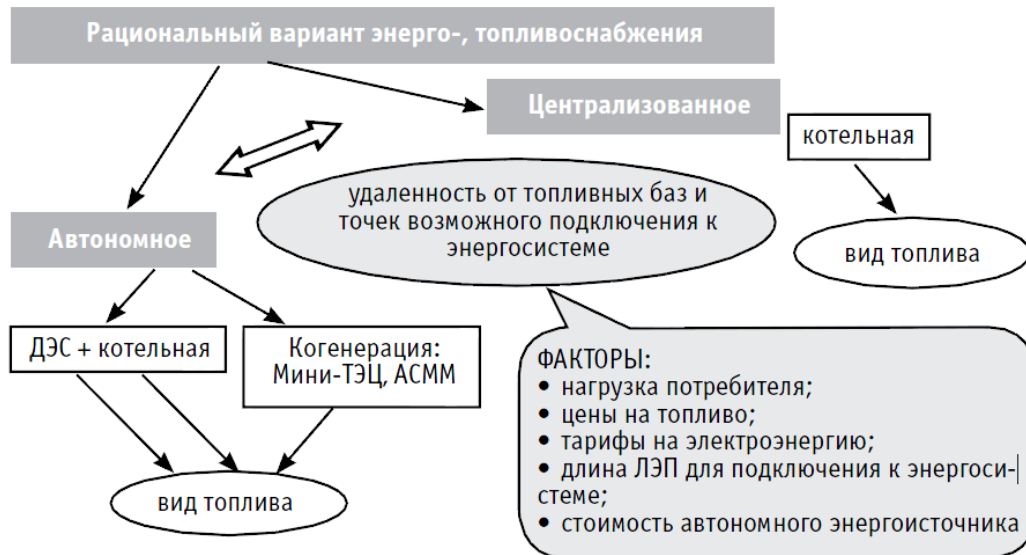 Рациональный вариант энерго-, топливоснабжения
Централизованное
котельная
удаленность от топливных баз и
точек возможного подключения к
энергосистеме
вид топлива
Автономное
ДЭС + котельная
Когенерация:
Мини-ТЭЦ, АСММ
вид топлива
ФАКТОРЫ:
• нагрузка потребителя;
• цены на топливо;
• тарифы на электроэнергию;
• длина ЛЭП для подключения к энергоси-
стеме;
• стоимость автономного энергоисточника